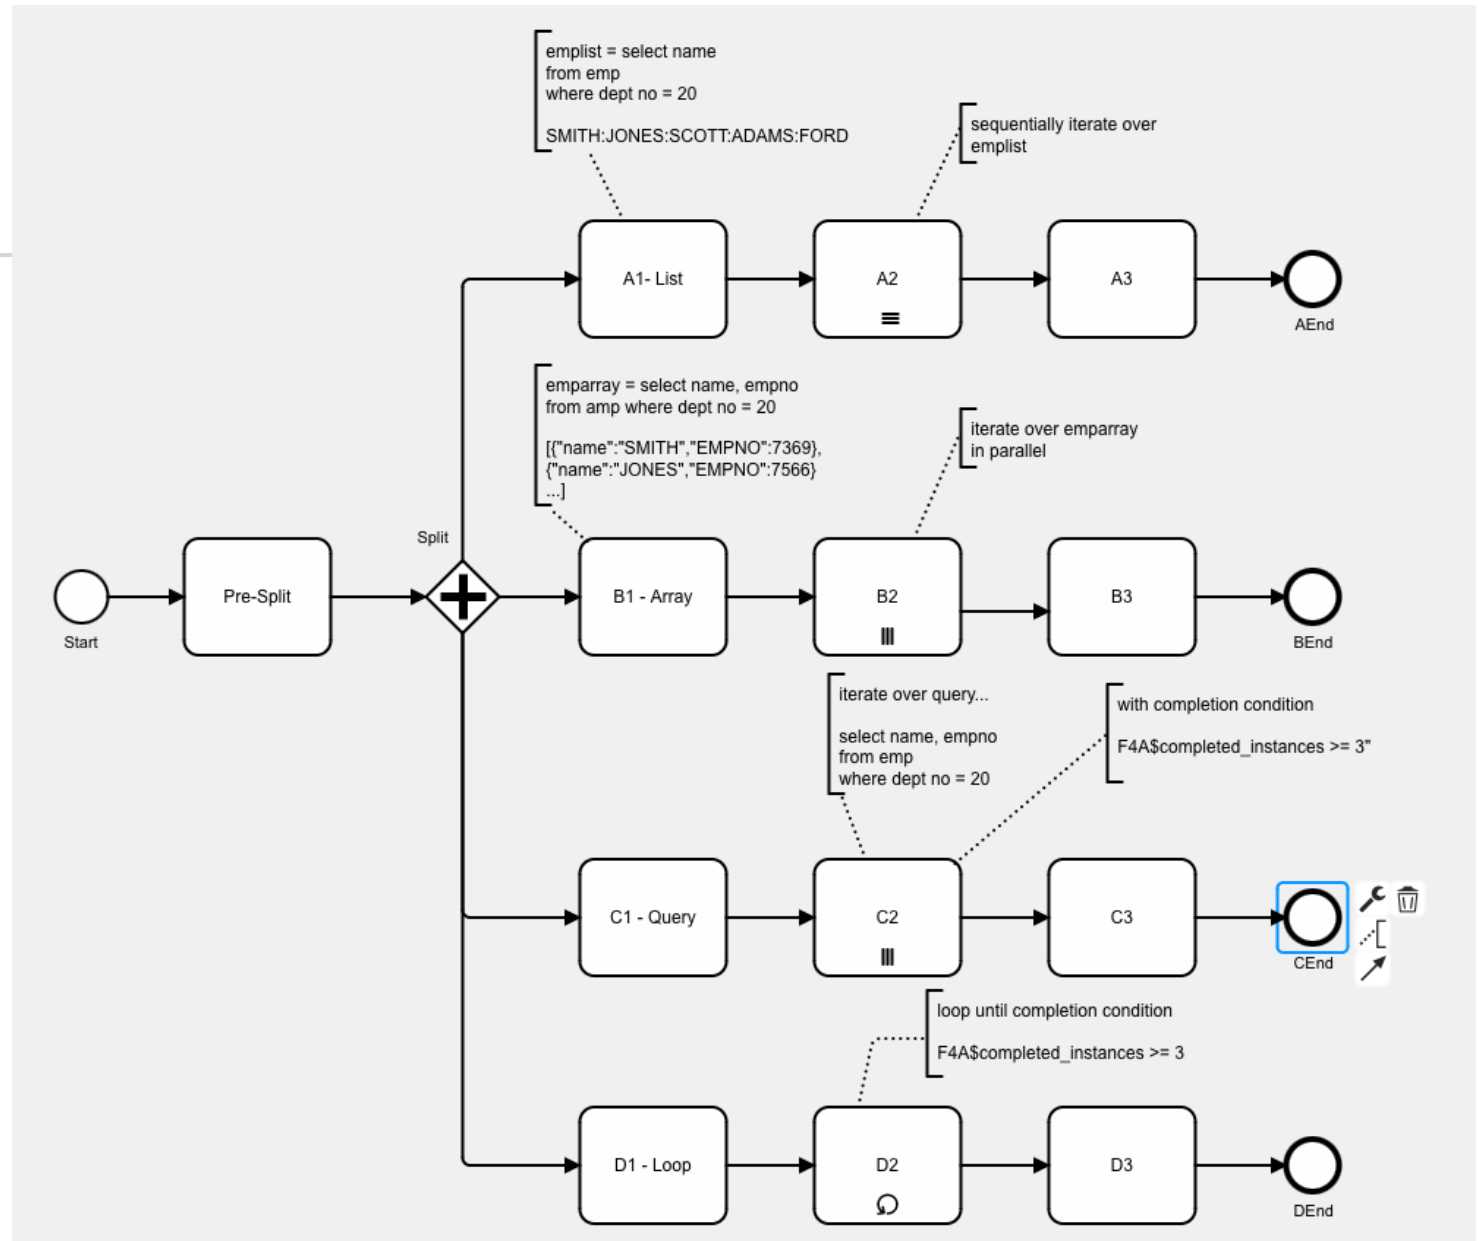 emplist = select name
from emp
where dept no = 20
SMITH:JONES:SCOTT:ADAMS:FORD
sequentially iterate over
emplist
A1- List
A2
A3
AEnd
emparray = select name, empno
from amp where dept no = 20
[{"name":"SMITH","EMPNO":7369},
{"name":"JONES","EMPNO":7566}
...]
iterate over emparray
in parallel
Split
Start
Pre-Split
B1 - Array
B2
B3
BEnd
iterate over query...
select name, empno
from emp
where dept no = 20
with completion condition
F4A$completed_instances >= 3"
C1 - Query
C2
C3
CEnd
loop until completion condition
F4A$completed_instances >= 3
D1 - Loop
D2
D3
DEnd